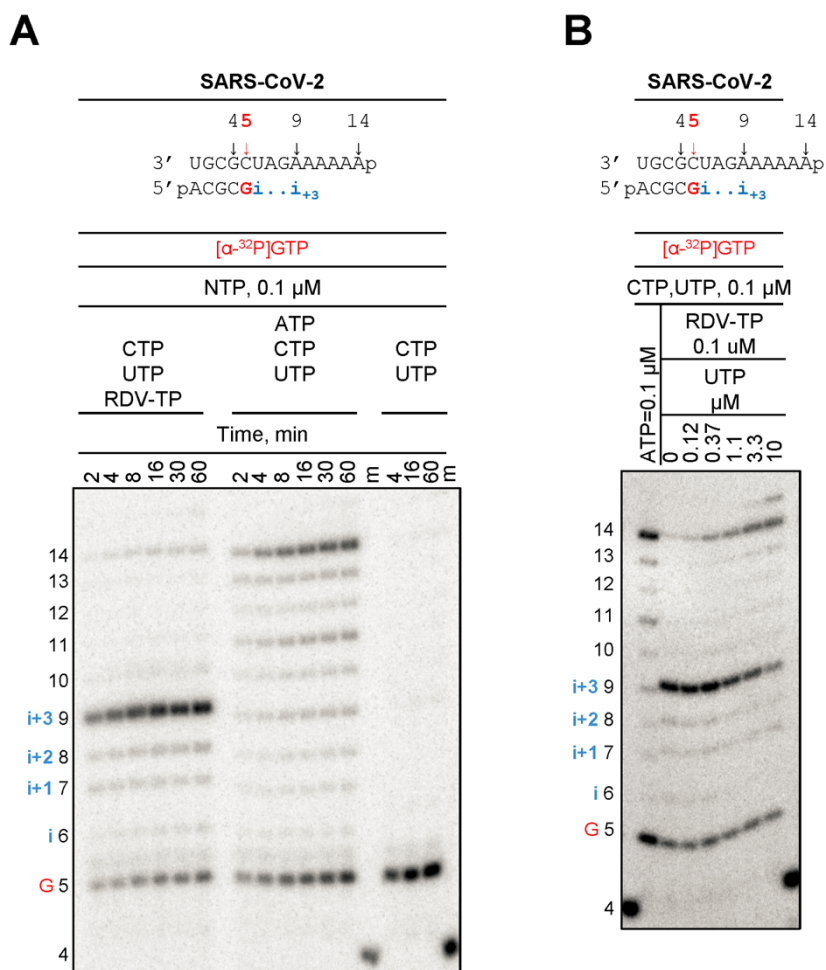 A
SARS-CoV-2
4 5 9 14
3′ UGCGCUAGAAAAAAp
5′pACGCGi..i+3
[α-³²P]GTP
NTP, 0.1 µM
CTP
UTP
RDV-TP
ATP
CTP
UTP
CTP
UTP
Time, min
2 4 8 16 30 60 2 4 8 16 30 60 m 4 16 60 m
14
13
12
11
10
i+3 9
i+2 8
i+1 7
i 6
G 5
4
B
SARS-CoV-2
4 5 9 14
3′ UGCGCUAGAAAAAAp
5′pACGCGi..i+3
[α-³²P]GTP
CTP,UTP, 0.1 µM
ATP=0.1 µM
RDV-TP
0.1 uM
UTP
µM
0 0.12 0.37 1.1 3.3 10
14
13
12
11
10
i+3 9
i+2 8
i+1 7
i 6
G 5
4